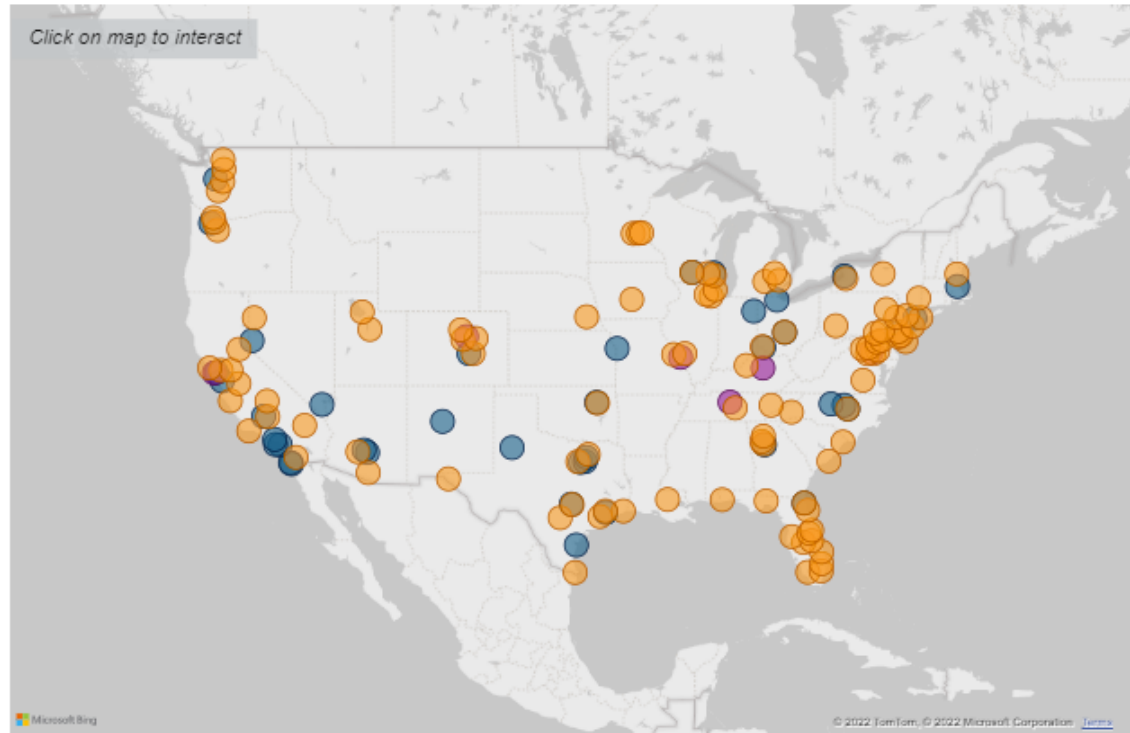 Click on map to interact
Microsoft Bing
© 2022 TomTom, © 2022 Microsoft Corporation Terms